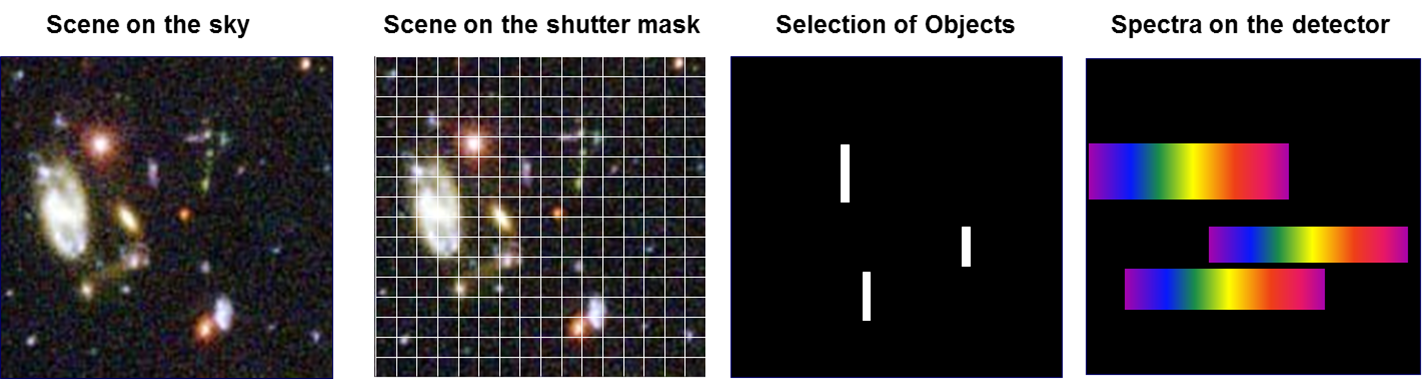 Scene on the sky
Scene on the shutter mask
Selection of Objects
Spectra on the detector